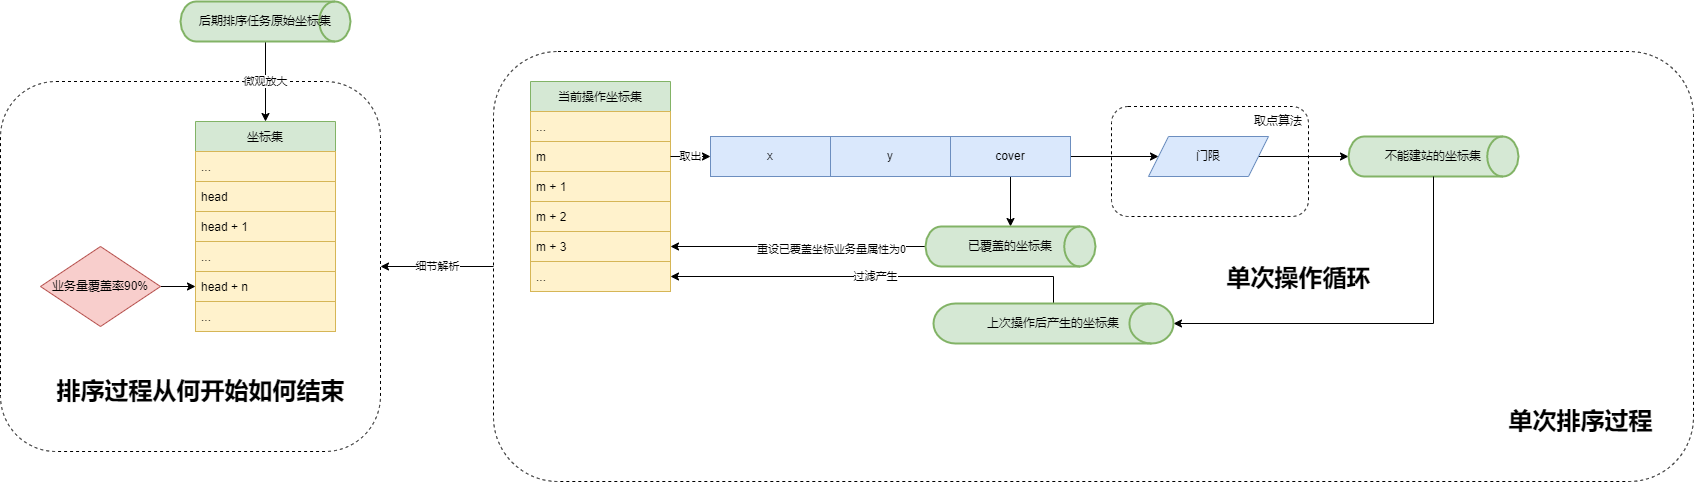 后期排序任务原始坐标集
微观放大
坐标集
...
head
head + 1
...
head + n
...
业务量覆盖率90%
排序过程从何开始如何结束
细节解析
当前操作坐标集
...
m
m + 1
m + 2
m + 3
...
取出
x
y
cover
取点算法
门限
不能建站的坐标集
已覆盖的坐标集
重设已覆盖坐标业务量属性为0
过滤产生
上次操作后产生的坐标集
单次操作循环
单次排序过程